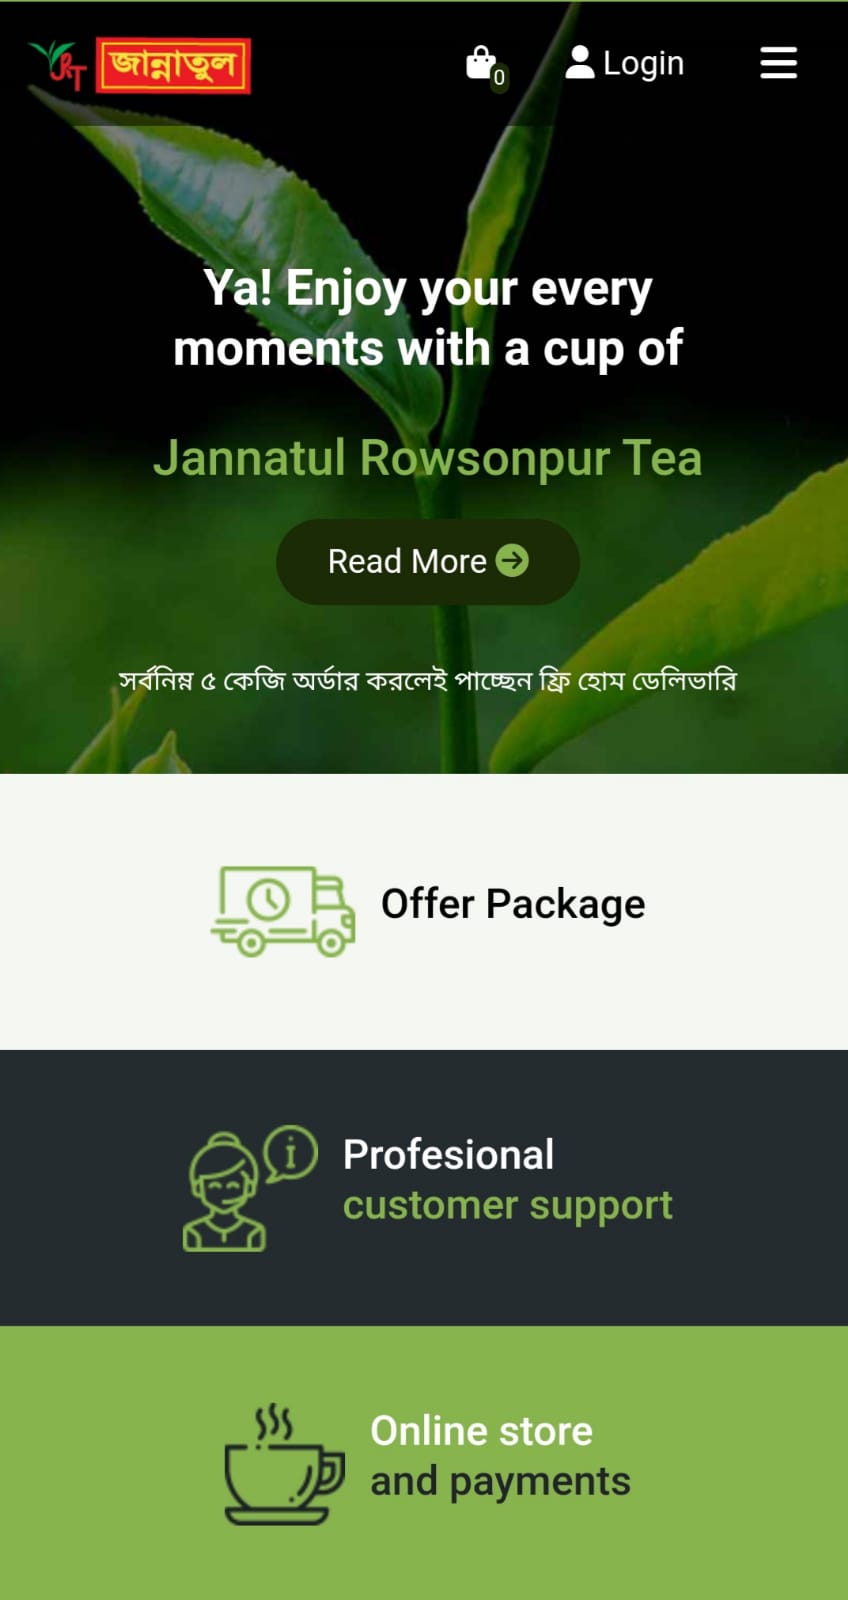 JRT জান্নাতুল
0
Login
Ya! Enjoy your every
moments with a cup of
Jannatul Rowsonpur Tea
Read More
সর্বনিম্ন ৫ কেজি অর্ডার করলেই পাচ্ছেন ফ্রি হোম ডেলিভারি
Offer Package
Profesional
customer support
Online store
and payments